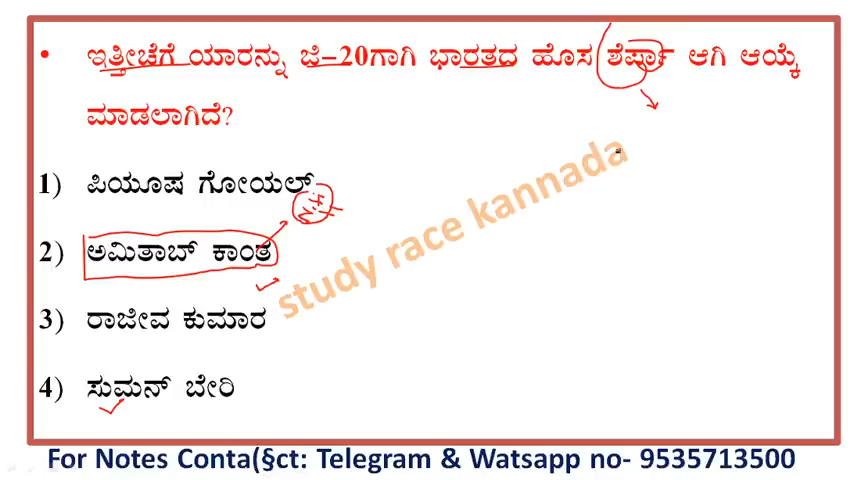 • ಇತ್ತೀಚೆಗೆ ಯಾರನ್ನು ಜಿ–20ಗಾಗಿ ಭಾರತದ ಹೊಸ ಶೆರ್ಪಾ ಆಗಿ ಆಯ್ಕೆ
ಮಾಡಲಾಗಿದೆ?
1) ಪಿಯೂಷ ಗೋಯಲ್
2) ಅಮಿತಾಬ್ ಕಾಂತ
3) ರಾಜೀವ ಕುಮಾರ
4) ಸುಮನ್ ಬೇರಿ
study race kannada
For Notes Conta(§ct: Telegram & Watsapp no- 9535713500